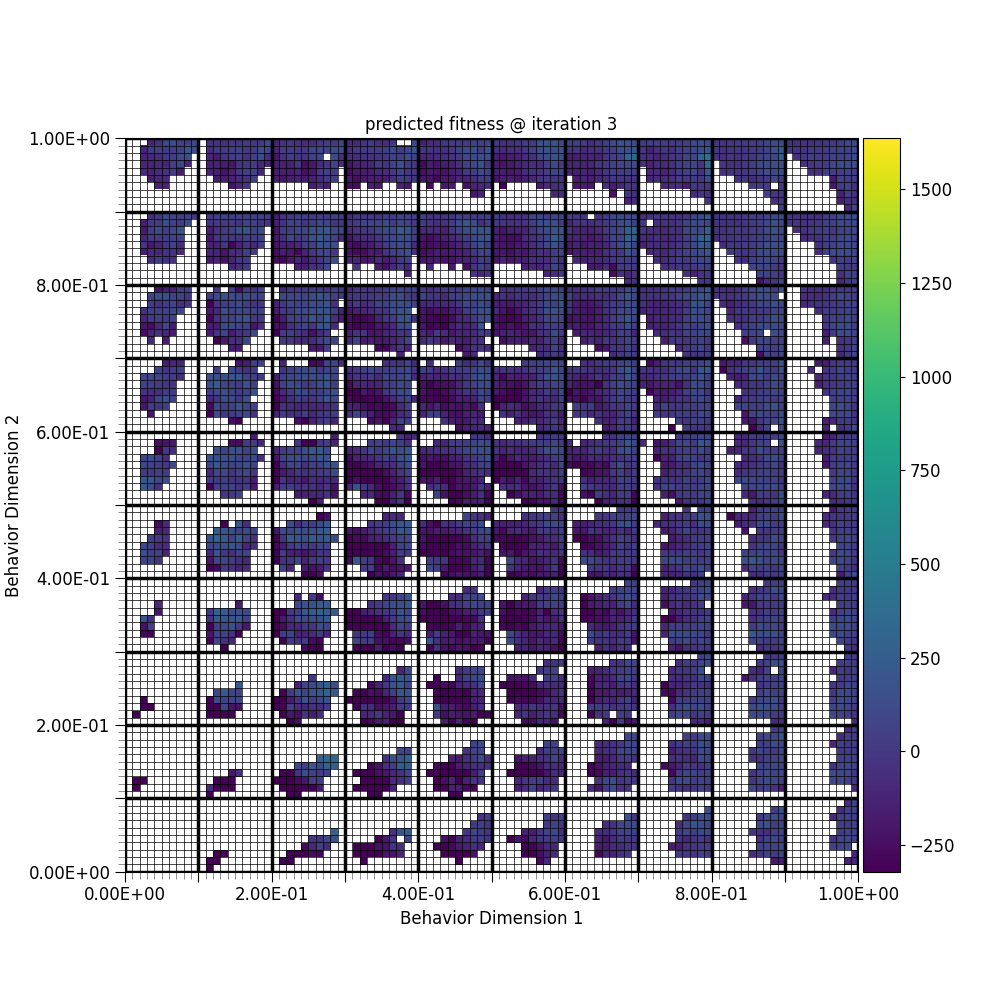 predicted fitness @ iteration 3
1.00E+00
8.00E-01
6.00E-01
4.00E-01
2.00E-01
0.00E+00
Behavior Dimension 2
0.00E+00 2.00E-01 4.00E-01 6.00E-01 8.00E-01 1.00E+00
Behavior Dimension 1
1500
1250
1000
750
500
250
0
−250